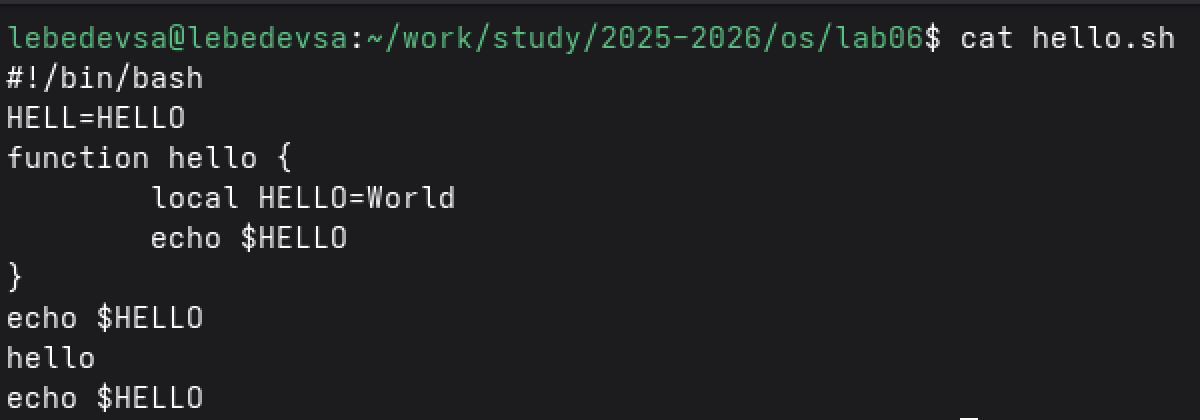 lebedevsa@lebedevsa:~/work/study/2025-2026/os/lab06$ cat hello.sh
#!/bin/bash
HELL=HELLO
function hello {
        local HELLO=World
        echo $HELLO
}
echo $HELLO
hello
echo $HELLO